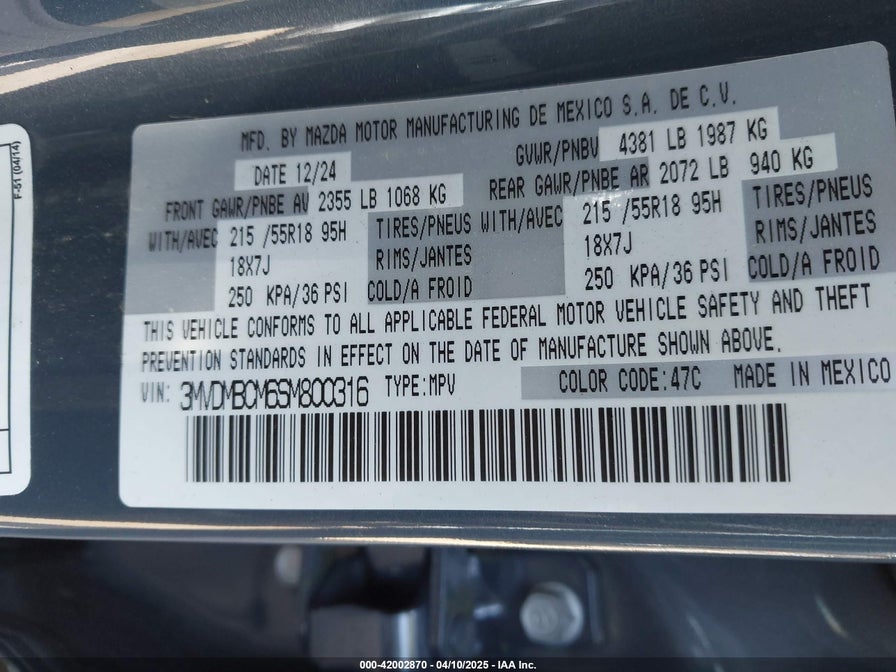 F-51 (04/14)
MFD. BY MAZDA MOTOR MANUFACTURING DE MEXICO S.A. DE C.V.
DATE 12/24 GVWR/PNBV 4381 LB 1987 KG
FRONT GAWR/PNBE AV 2355 LB 1068 KG REAR GAWR/PNBE AR 2072 LB 940 KG
WITH/AVEC 215 /55R18 95H TIRES/PNEUS WITH/AVEC 215 /55R18 95H TIRES/PNEUS
18X7J RIMS/JANTES 18X7J RIMS/JANTES
250 KPA/36 PSI COLD/A FROID 250 KPA/36 PSI COLD/A FROID
THIS VEHICLE CONFORMS TO ALL APPLICABLE FEDERAL MOTOR VEHICLE SAFETY AND THEFT
PREVENTION STANDARDS IN EFFECT ON THE DATE OF MANUFACTURE SHOWN ABOVE.
VIN: 3MVDMBCM6SM800316 TYPE:MPV COLOR CODE:47C MADE IN MEXICO
000-42002870 - 04/10/2025 - IAA Inc.